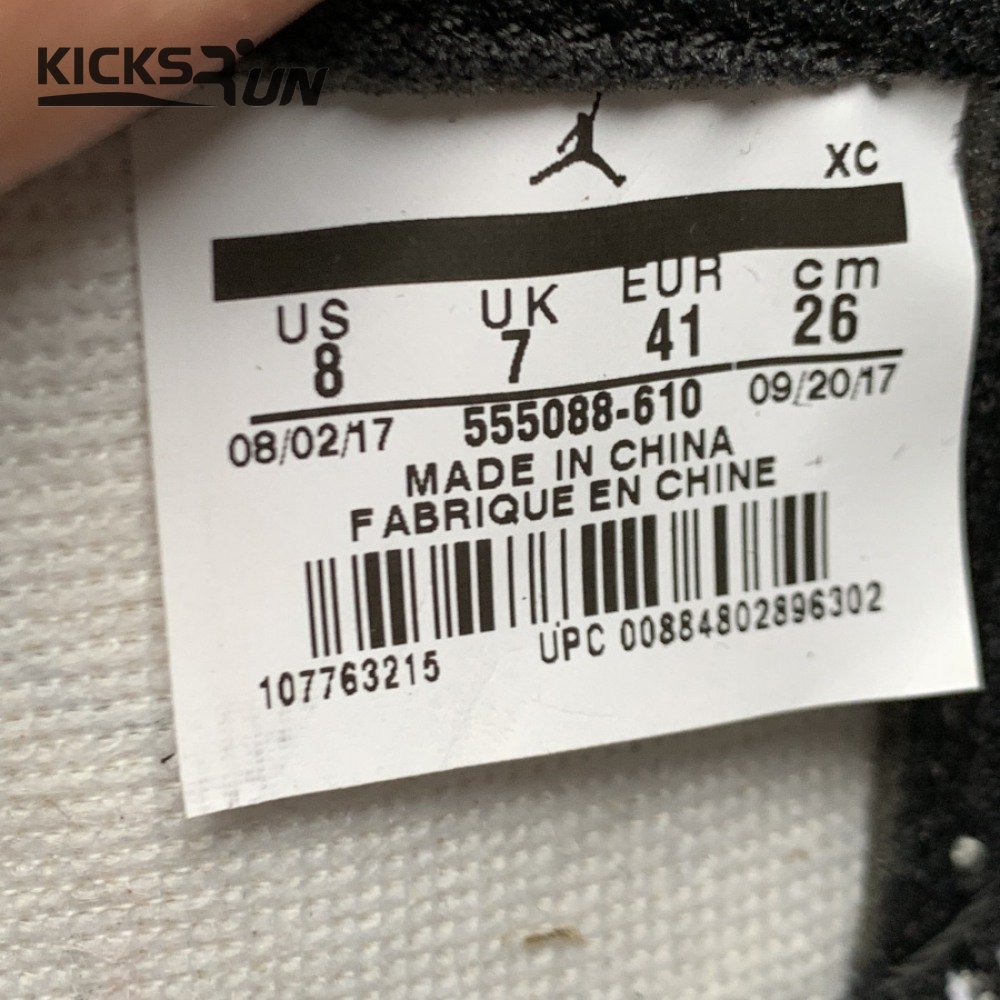 KICKSRUN
XC
US UK EUR cm
8 7 41 26
08/02/17 555088-610 09/20/17
MADE IN CHINA
FABRIQUE EN CHINE
107763215 UPC 00884802896302